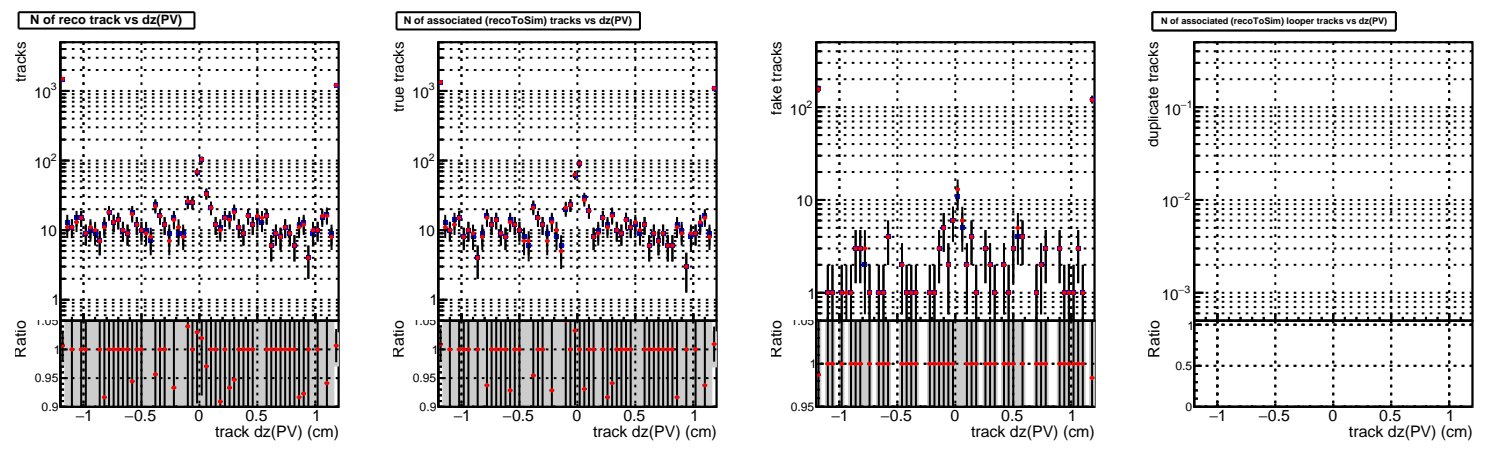 N of reco track vs dz(PV)
tracks
10³
10²
10
1
Ratio
1.05
1
0.95
0.9
−1 −0.5 0 0.5 1
track dz(PV) (cm)
N of associated (recoToSim) tracks vs dz(PV)
true tracks
10³
10²
10
1
Ratio
1.05
1
0.95
0.9
−1 −0.5 0 0.5 1
track dz(PV) (cm)
fake tracks
10²
10
1
Ratio
1.05
1
0.95
−1 −0.5 0 0.5 1
track dz(PV) (cm)
N of associated (recoToSim) looper tracks vs dz(PV)
duplicate tracks
10⁻¹
10⁻²
10⁻³
Ratio
1
0.5
0
−1 −0.5 0 0.5 1
track dz(PV) (cm)